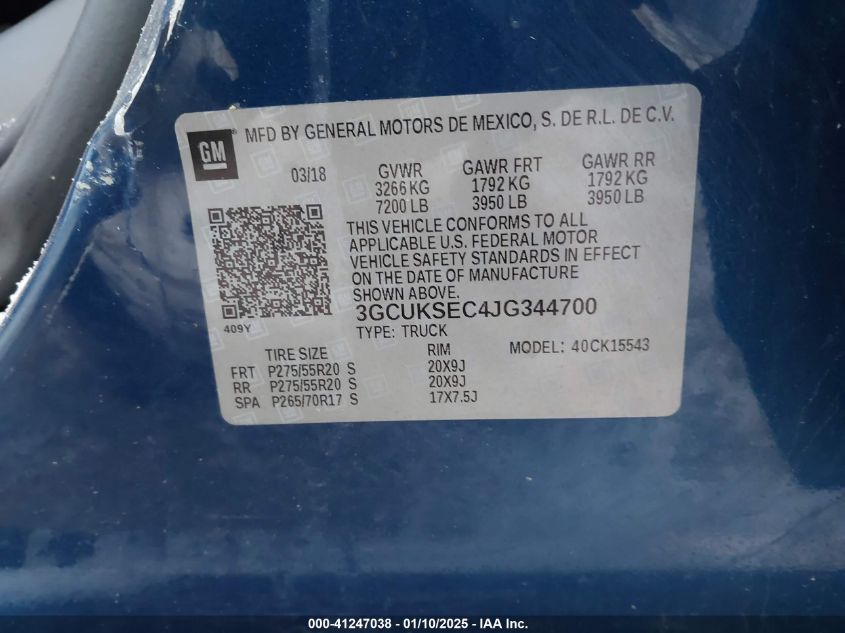 GM
MFD BY GENERAL MOTORS DE MEXICO, S. DE R.L. DE C.V.
03/18 GVWR GAWR FRT GAWR RR
3266 KG 1792 KG 1792 KG
7200 LB 3950 LB 3950 LB
THIS VEHICLE CONFORMS TO ALL
APPLICABLE U.S. FEDERAL MOTOR
VEHICLE SAFETY STANDARDS IN EFFECT
ON THE DATE OF MANUFACTURE
SHOWN ABOVE.
409Y
3GCUKSEC4JG344700
TYPE: TRUCK
TIRE SIZE RIM MODEL: 40CK15543
FRT P275/55R20 S 20X9J
RR P275/55R20 S 20X9J
SPA P265/70R17 S 17X7.5J
000-41247038 — 01/10/2025 - IAA Inc.